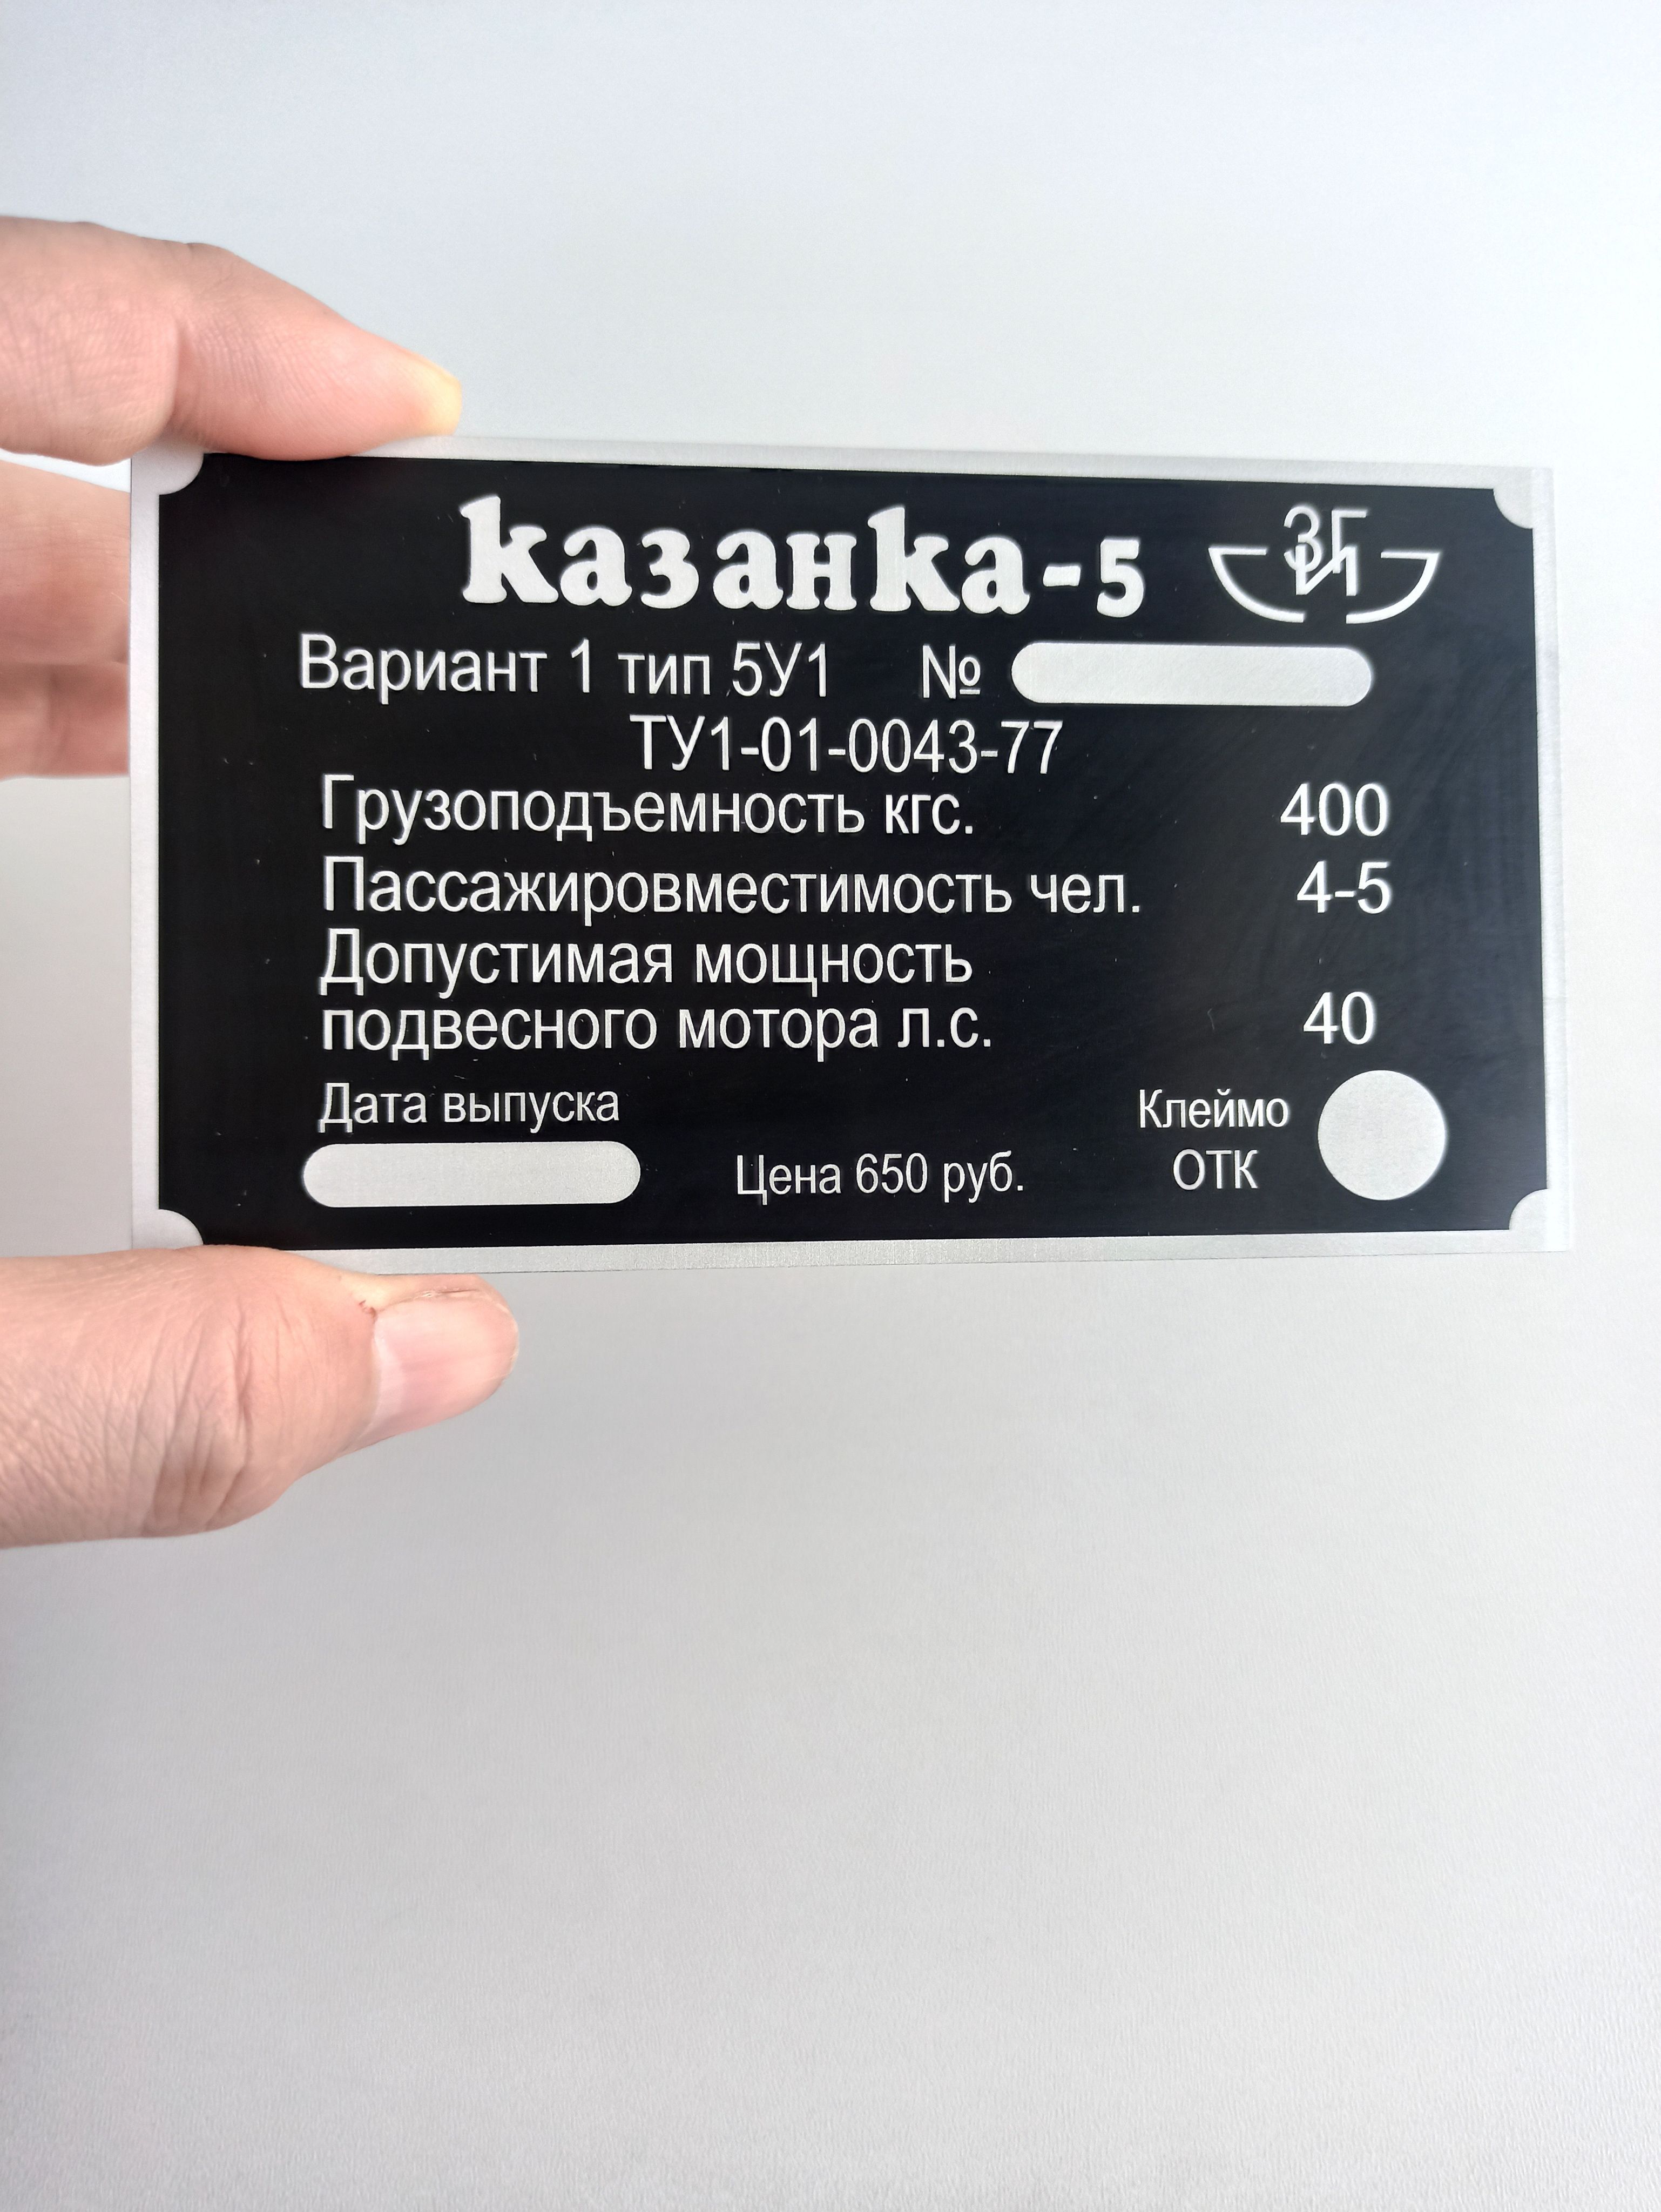 казанка-5 ЗГИ
Вариант 1 тип 5У1 №
ТУ1-01-0043-77
Грузоподъемность кгс. 400
Пассажировместимость чел. 4-5
Допустимая мощность
подвесного мотора л.с. 40
Дата выпуска
Клеймо
ОТК
Цена 650 руб.